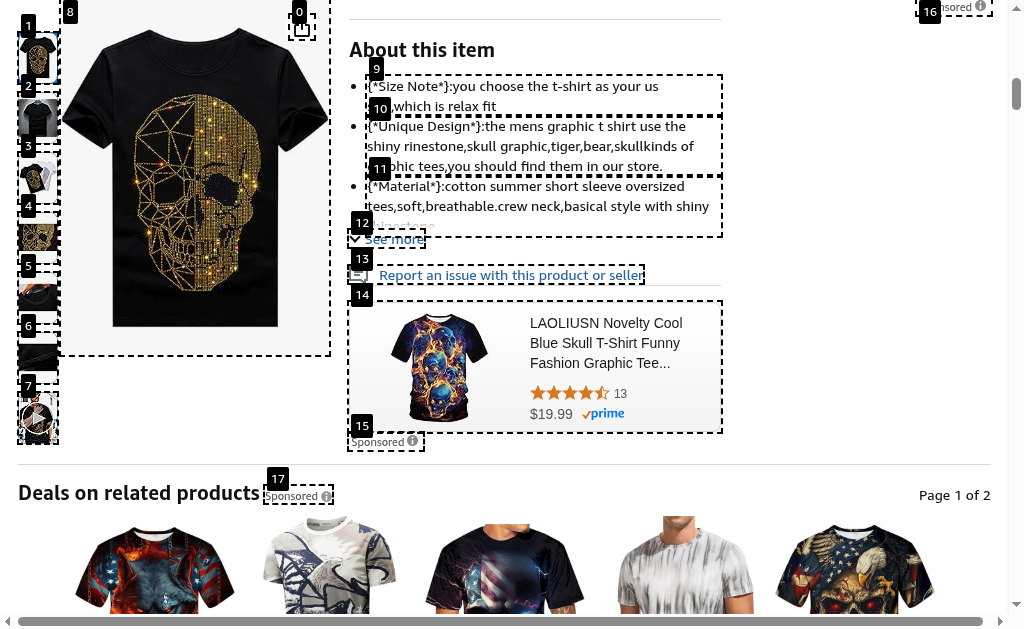 sored
About this item
{*Size Note*}:you choose the t-shirt as your us
,which is relax fit
{*Unique Design*}:the mens graphic t shirt use the
shiny rinestone,skull graphic,tiger,bear,skullkinds of
phic tees,you should find them in our store.
{*Material*}:cotton summer short sleeve oversized
tees,soft,breathable.crew neck,basical style with shiny
See more
Report an issue with this product or seller
LAOLIUSN Novelty Cool
Blue Skull T-Shirt Funny
Fashion Graphic Tee...
13
$19.99 prime
Sponsored
Deals on related products Sponsored
Page 1 of 2
0
1
2
3
4
5
6
7
8
9
10
11
12
13
14
15
16
17